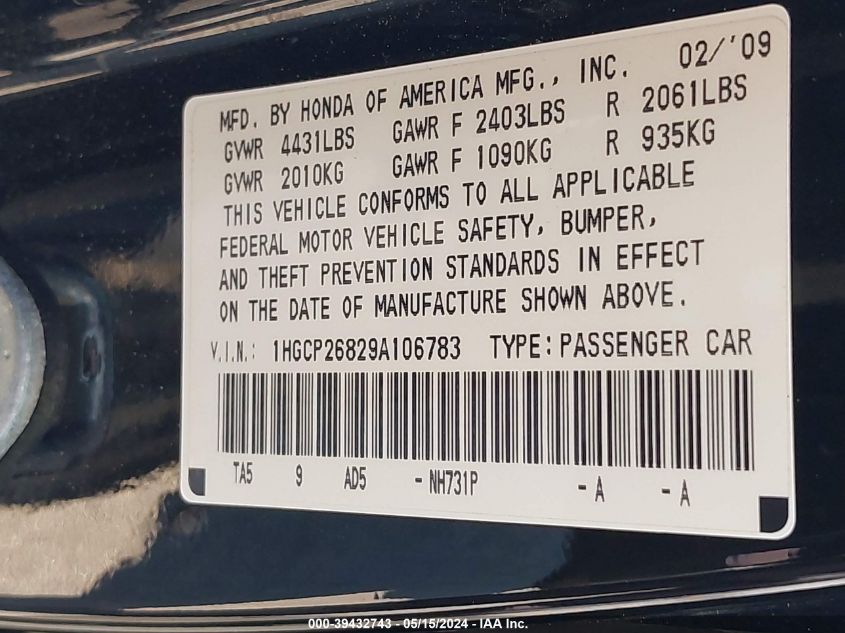 MFD. BY HONDA OF AMERICA MFG., INC. 02/'09
GVWR 4431LBS GAWR F 2403LBS R 2061LBS
GVWR 2010KG GAWR F 1090KG R 935KG
THIS VEHICLE CONFORMS TO ALL APPLICABLE
FEDERAL MOTOR VEHICLE SAFETY, BUMPER,
AND THEFT PREVENTION STANDARDS IN EFFECT
ON THE DATE OF MANUFACTURE SHOWN ABOVE.
V.I.N.: 1HGCP26829A106783 TYPE:PASSENGER CAR
TA5 9 AD5 -NH731P -A -A
000-39432743 - 05/15/2024 - IAA Inc.